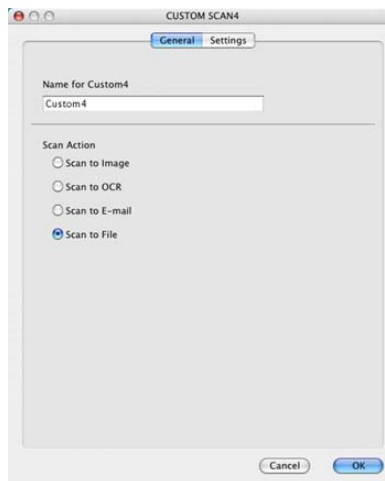 CUSTOM SCAN4
General Settings
Name for Custom4
Custom4
Scan Action
Scan to Image
Scan to OCR
Scan to E-mail
Scan to File
Cancel OK